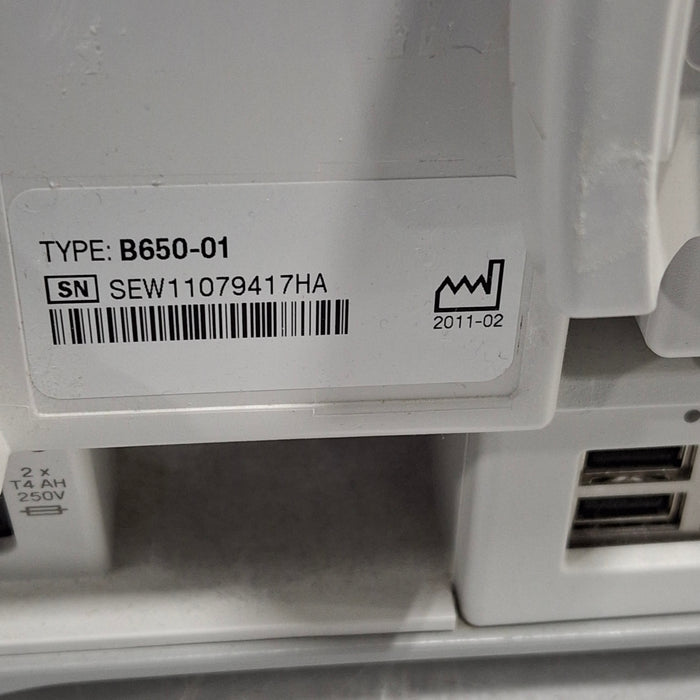 TYPE: B650-01
SN SEW11079417HA
2011-02
2 x
T4 AH
250V